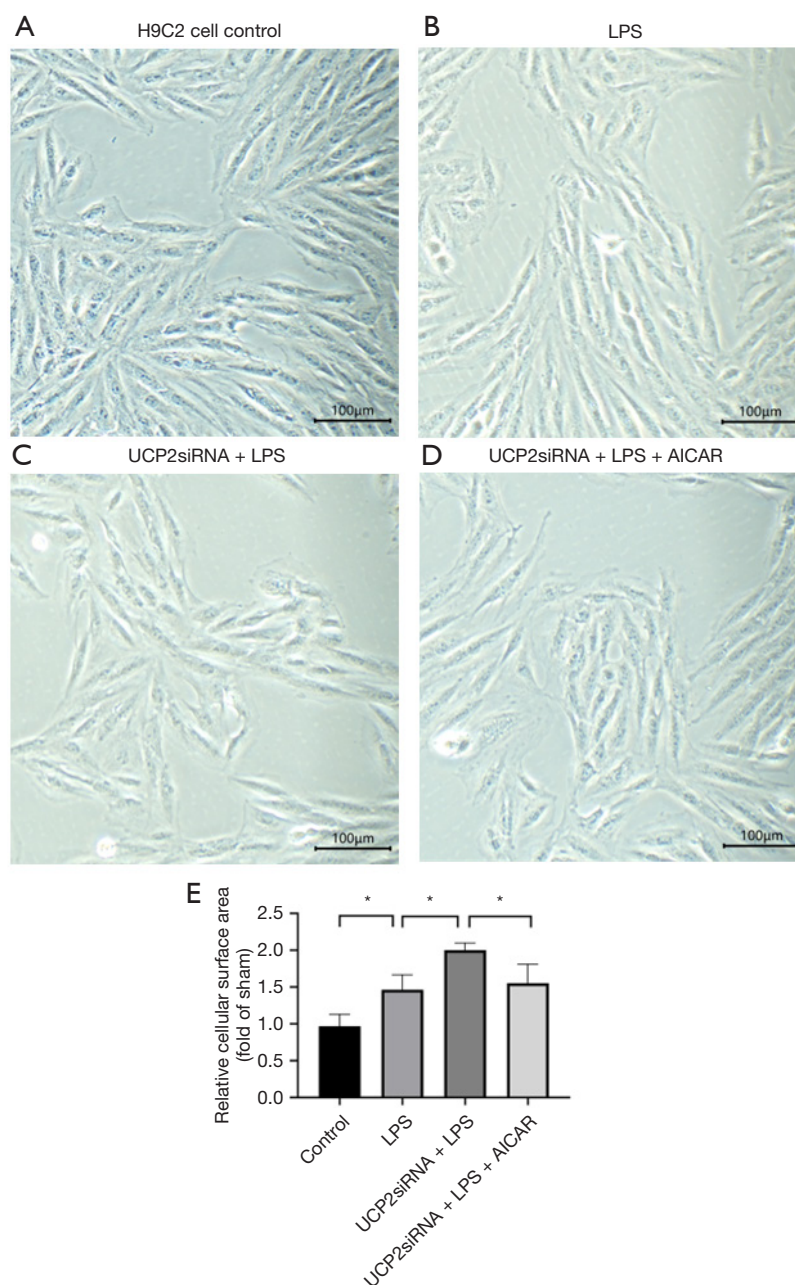 A
H9C2 cell control
B
LPS
100μm
100μm
C
UCP2siRNA + LPS
D
UCP2siRNA + LPS + AICAR
100μm
100μm
E
Relative cellular surface area
(fold of sham)
2.5
2.0
1.5
1.0
0.5
0.0
* * *
Control
LPS
UCP2siRNA + LPS
UCP2siRNA + LPS + AICAR